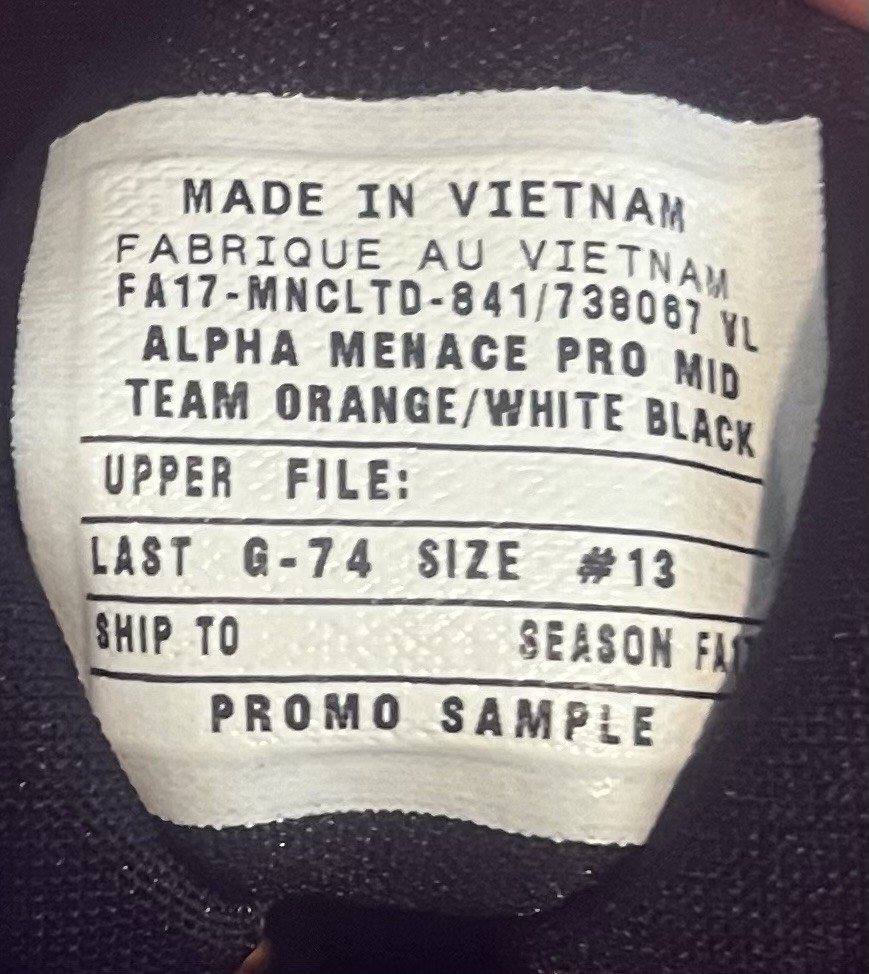 MADE IN VIETNAM
FABRIQUE AU VIETNAM
FA17-MNCLTD-841/738067 VL
ALPHA MENACE PRO MID
TEAM ORANGE/WHITE BLACK
UPPER FILE:
LAST G-74 SIZE #13
SHIP TO SEASON FA17
PROMO SAMPLE